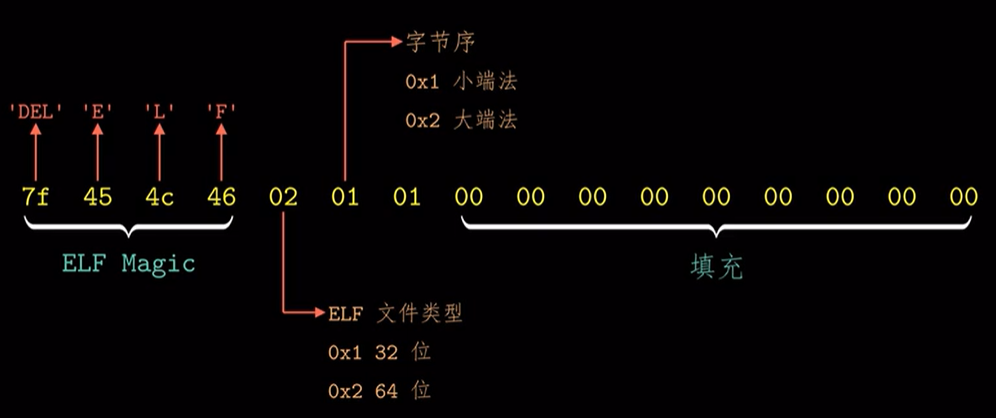 字节序
0x1 小端法
0x2 大端法
'DEL' 'E' 'L' 'F'
7f 45 4c 46 02 01 01 00 00 00 00 00 00 00 00 00
ELF Magic
填充
ELF 文件类型
0x1 32 位
0x2 64 位